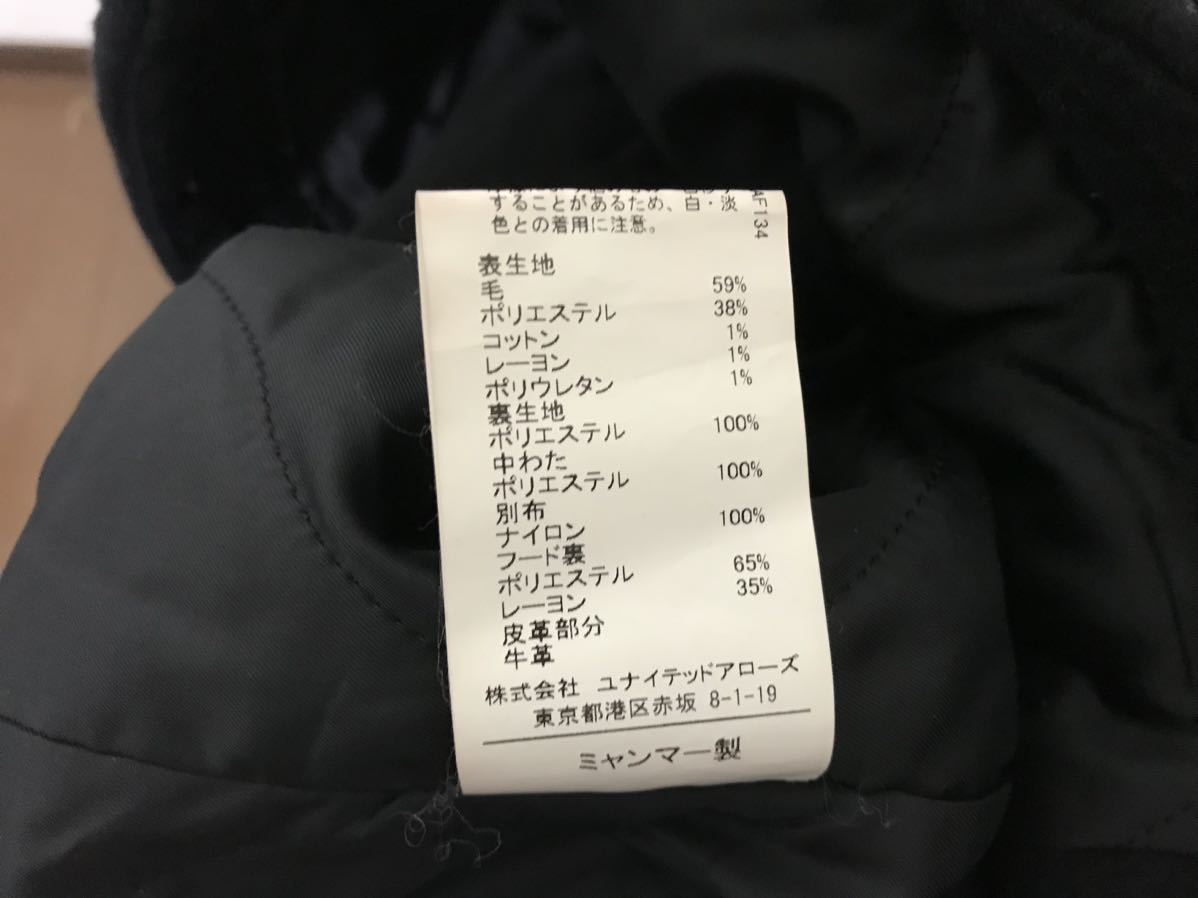 することがあるため、白・淡
色との着用に注意。
AF134
表生地
毛 59%
ポリエステル 38%
コットン 1%
レーヨン 1%
ポリウレタン 1%
裏生地
ポリエステル 100%
中わた
ポリエステル 100%
別布
ナイロン 100%
フード裏
ポリエステル 65%
レーヨン 35%
皮革部分
牛革
株式会社 ユナイテッドアローズ
東京都港区赤坂 8-1-19
ミャンマー製